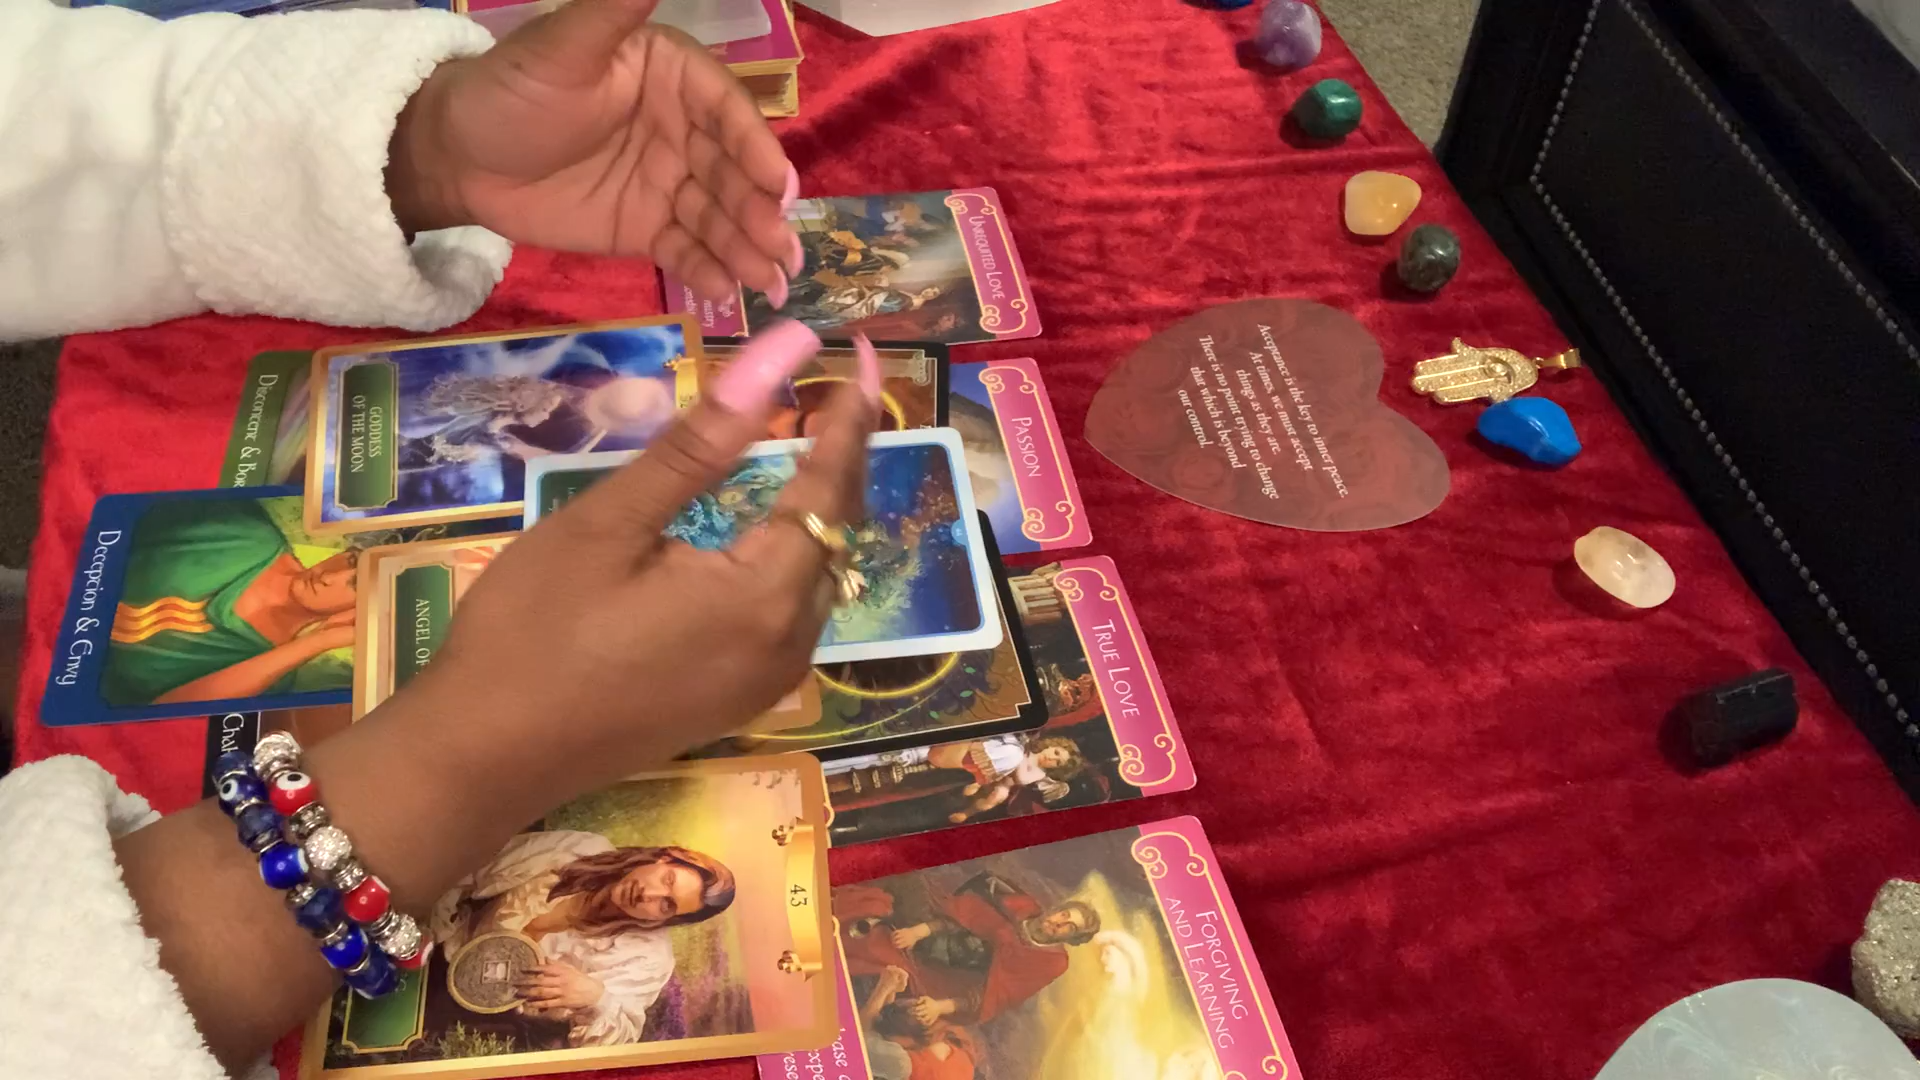 UNREQUITED LOVE
PASSION
TRUE LOVE
FORGIVING
AND LEARNING
Acceptance is the key to inner peace.
At times, we must accept
things as they are.
There is no point trying to change
that which is beyond
our control.
GODDESS
OF THE MOON
Deception & Envy
ANGEL OF
43